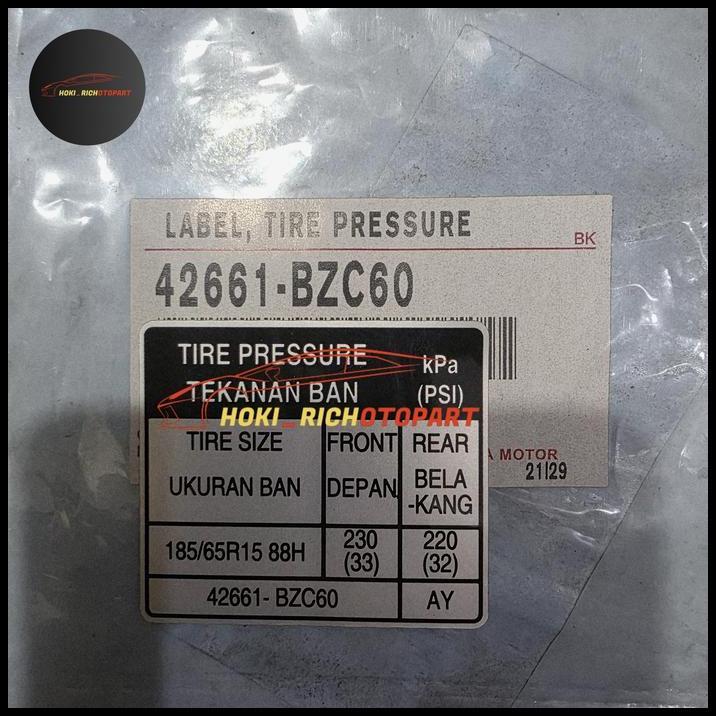 HOKI_RICHOTOPART
LABEL, TIRE PRESSURE
BK
42661-BZC60
TIRE PRESSURE
TEKANAN BAN
kPa
(PSI)
HOKI_RICHOTOPART
TIRE SIZE
UKURAN BAN
FRONT
DEPAN
REAR
BELA
-KANG
A MOTOR
21|29
185/65R15 88H
230
(33)
220
(32)
42661- BZC60
AY